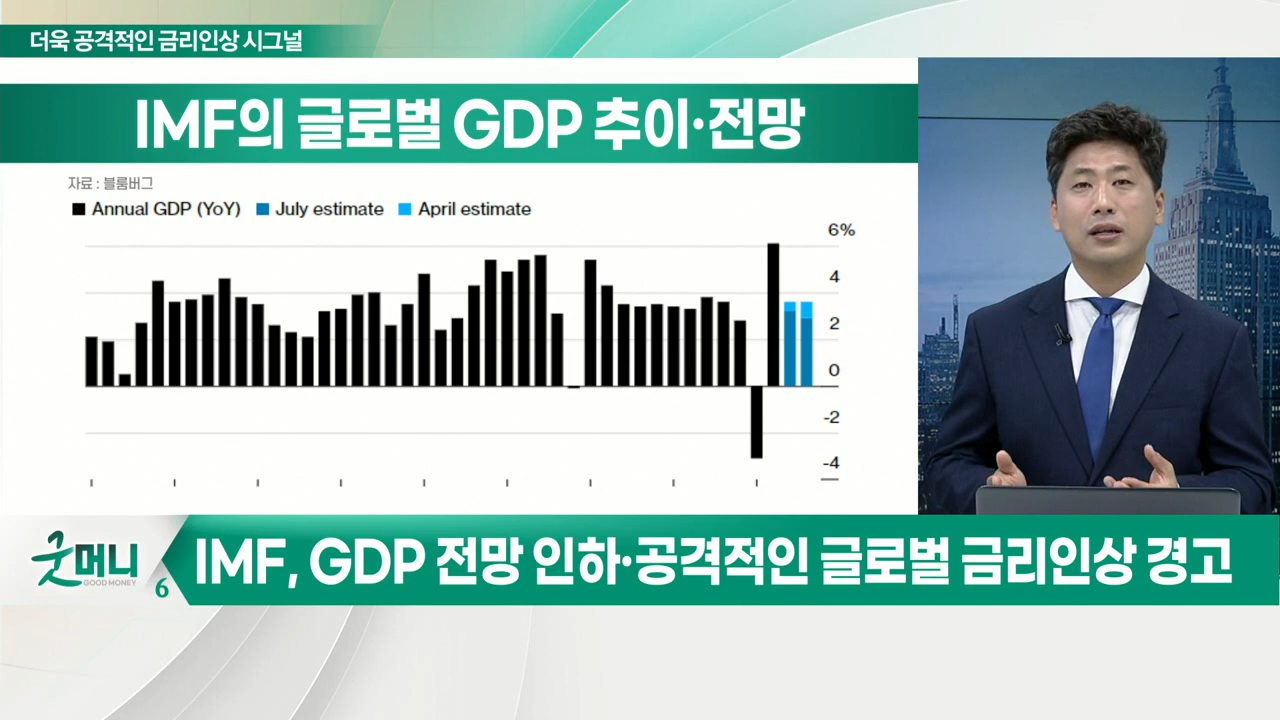 더욱 공격적인 금리인상 시그널
IMF의 글로벌 GDP 추이·전망
자료 : 블룸버그
Annual GDP (YoY) July estimate April estimate
6%
4
2
0
-2
-4
굿머니
GOOD MONEY
6
IMF, GDP 전망 인하·공격적인 글로벌 금리인상 경고